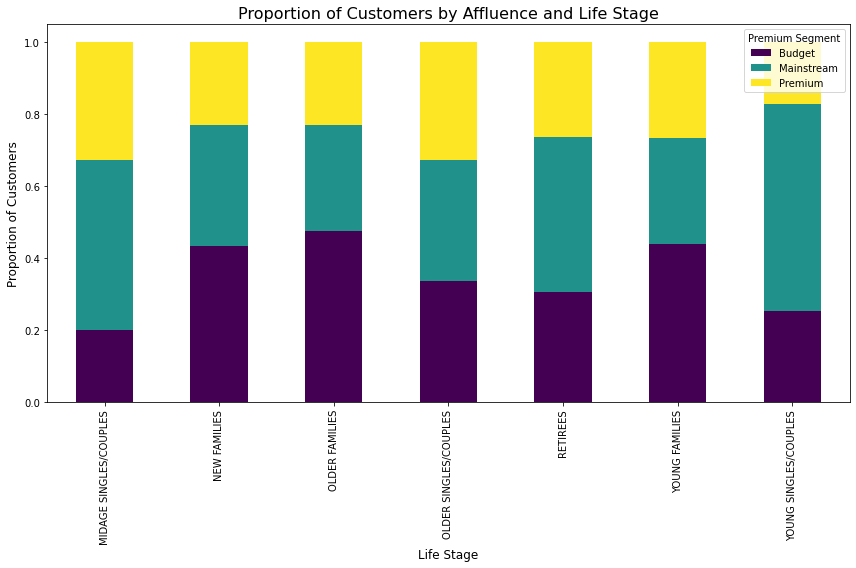 Proportion of Customers by Affluence and Life Stage
Premium Segment
Budget
Mainstream
Premium
Proportion of Customers
1.0
0.8
0.6
0.4
0.2
0.0
MIDAGE SINGLES/COUPLES
NEW FAMILIES
OLDER FAMILIES
OLDER SINGLES/COUPLES
RETIREES
YOUNG FAMILIES
YOUNG SINGLES/COUPLES
Life Stage